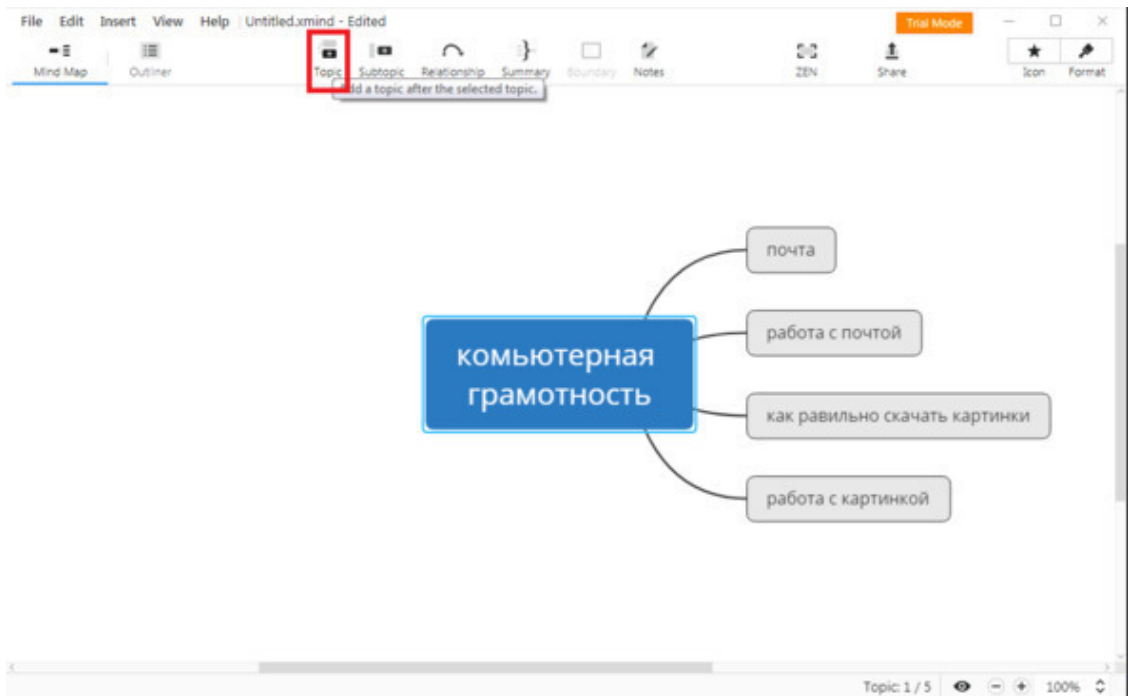 File Edit Insert View Help Untitled.xmind - Edited Trial Mode
Mind Map Outliner Topic Subtopic Relationship Summary Boundary Notes ZEN Share Icon Format
dd a topic after the selected topic.
почта
работа с почтой
комьютерная
грамотность
как равильно скачать картинки
работа с картинкой
Topic: 1 / 5 100%